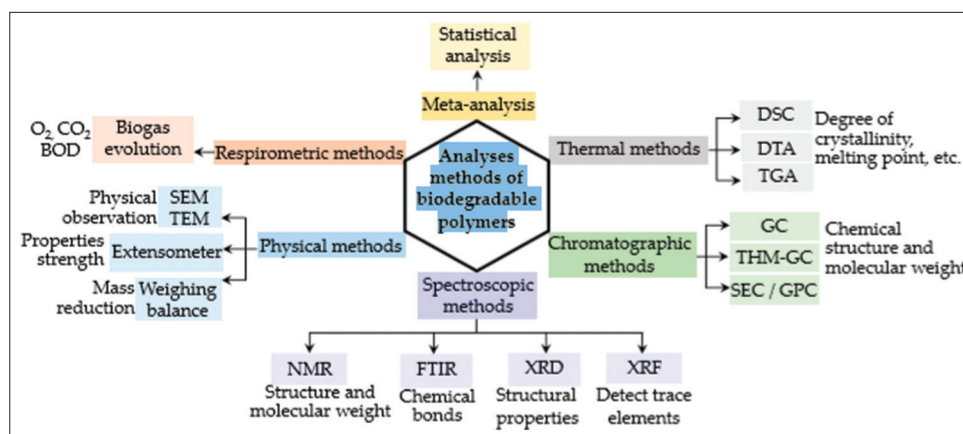 Statistical
analysis
Meta-analysis
O₂, CO₂
BOD
Biogas
evolution
Respirometric methods
Analyses
methods of
biodegradable
polymers
Thermal methods
DSC
DTA
TGA
Degree of
crystallinity,
melting point, etc.
Physical
observation
SEM
TEM
Properties
strength
Extensometer
Mass
reduction
Weighing
balance
Physical methods
Chromatographic
methods
GC
THM-GC
SEC / GPC
Chemical
structure and
molecular weight
Spectroscopic
methods
NMR
Structure and
molecular weight
FTIR
Chemical
bonds
XRD
Structural
properties
XRF
Detect trace
elements